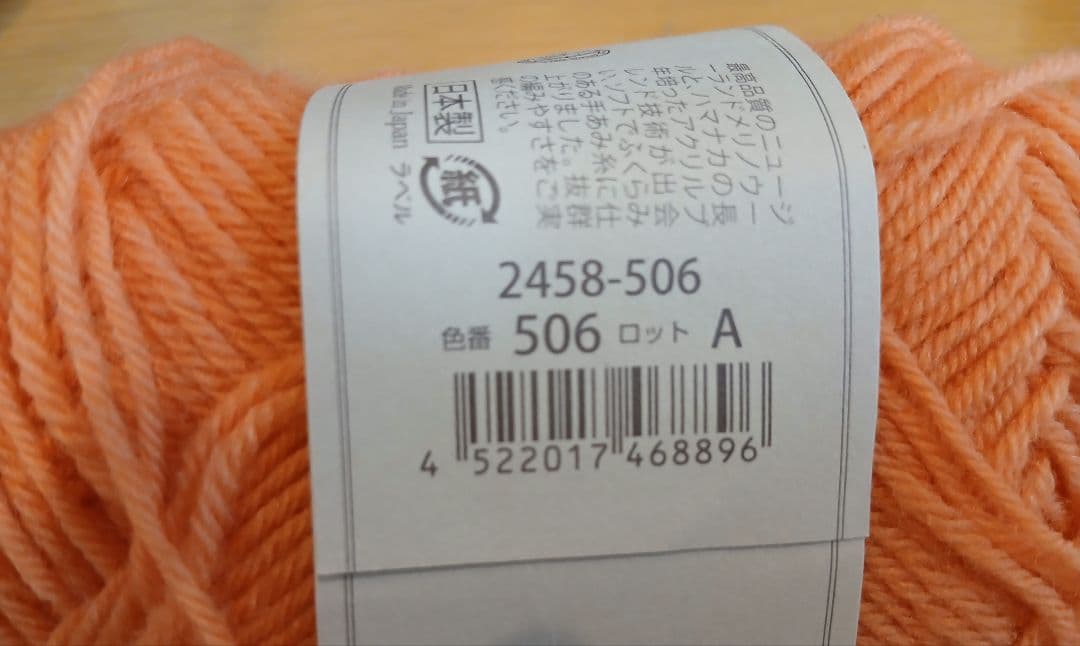 最高品質のニュージ
ーランドメリノウー
ルと、ハマナカの長
年培ったアクリルブ
レンド技術が出会
い、ソフトでふくらみ
のある手あみ糸に仕
上がりました。抜群
の編みやすさをご実
感ください。
日本製
Made in Japan
紙
ラベル
2458-506
色番 506 ロット A
4 522017 468896